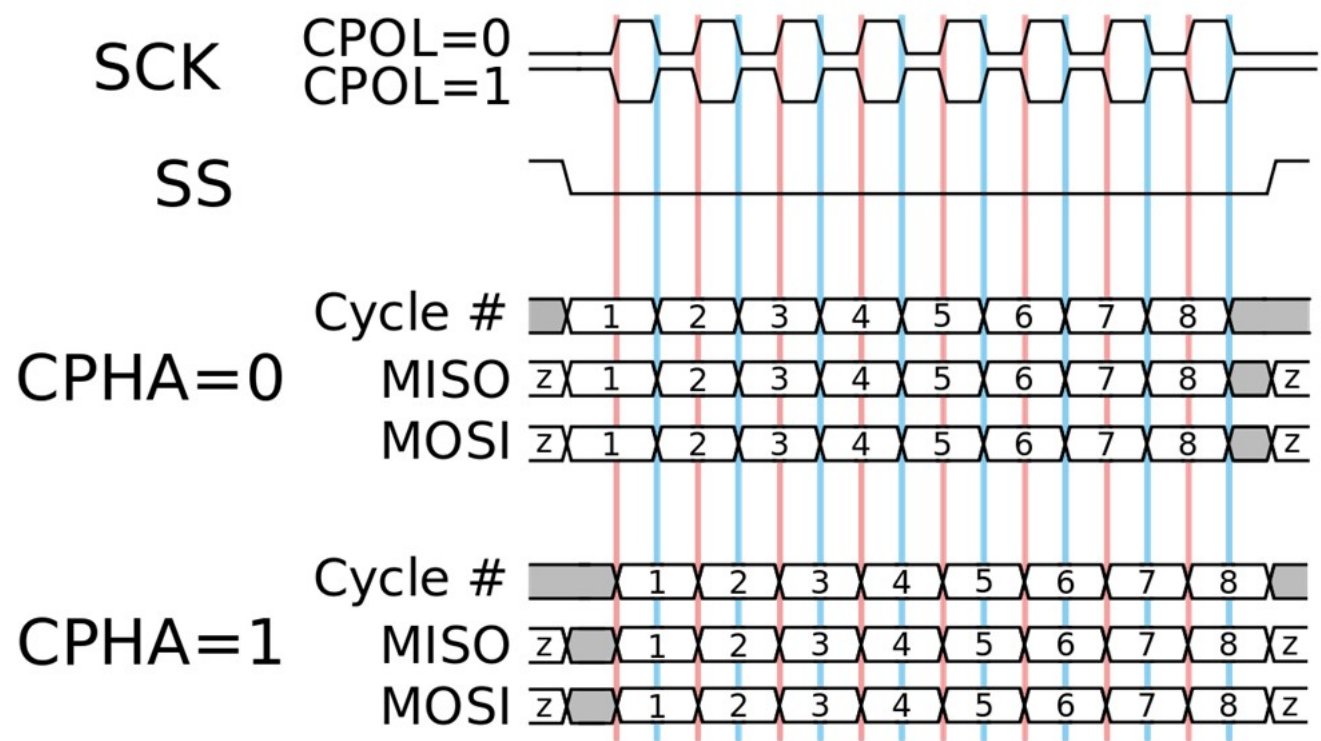 SCK CPOL=0
CPOL=1
SS
Cycle # 1 2 3 4 5 6 7 8
CPHA=0 MISO z 1 2 3 4 5 6 7 8 z
MOSI z 1 2 3 4 5 6 7 8 z
Cycle # 1 2 3 4 5 6 7 8
CPHA=1 MISO z 1 2 3 4 5 6 7 8 z
MOSI z 1 2 3 4 5 6 7 8 z